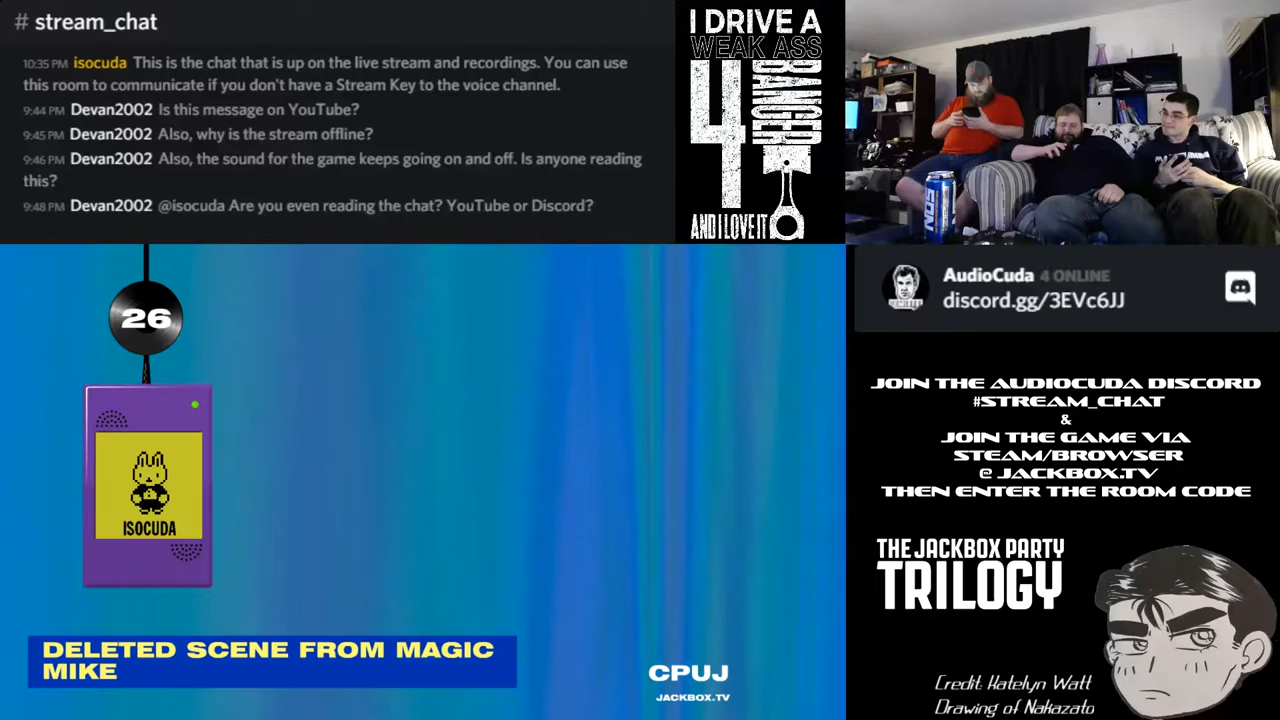 # stream_chat
10:35 PM isocuda This is the chat that is up on the live stream and recordings. You can use
this room to communicate if you don't have a Stream Key to the voice channel.
9:44 PM Devan2002 Is this message on YouTube?
9:45 PM Devan2002 Also, why is the stream offline?
9:46 PM Devan2002 Also, the sound for the game keeps going on and off. Is anyone reading
this?
9:48 PM Devan2002 @isocuda Are you even reading the chat? YouTube or Discord?
I DRIVE A
WEAK ASS
4 BANGER
AND I LOVE IT
AudioCuda 4 ONLINE
discord.gg/3EVc6JJ
26
ISOCUDA
DELETED SCENE FROM MAGIC
MIKE
CPUJ
JACKBOX.TV
JOIN THE AUDIOCUDA DISCORD
#STREAM_CHAT
&
JOIN THE GAME VIA
STEAM/BROWSER
@ JACKBOX.TV
THEN ENTER THE ROOM CODE
THE JACKBOX PARTY
TRILOGY
Credit: Katelyn Watt
Drawing of Nakazato